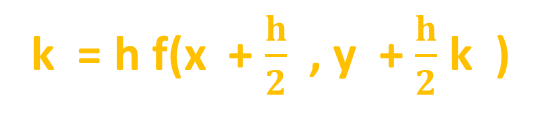 k = h f(x + h/2 , y + h/2 k )